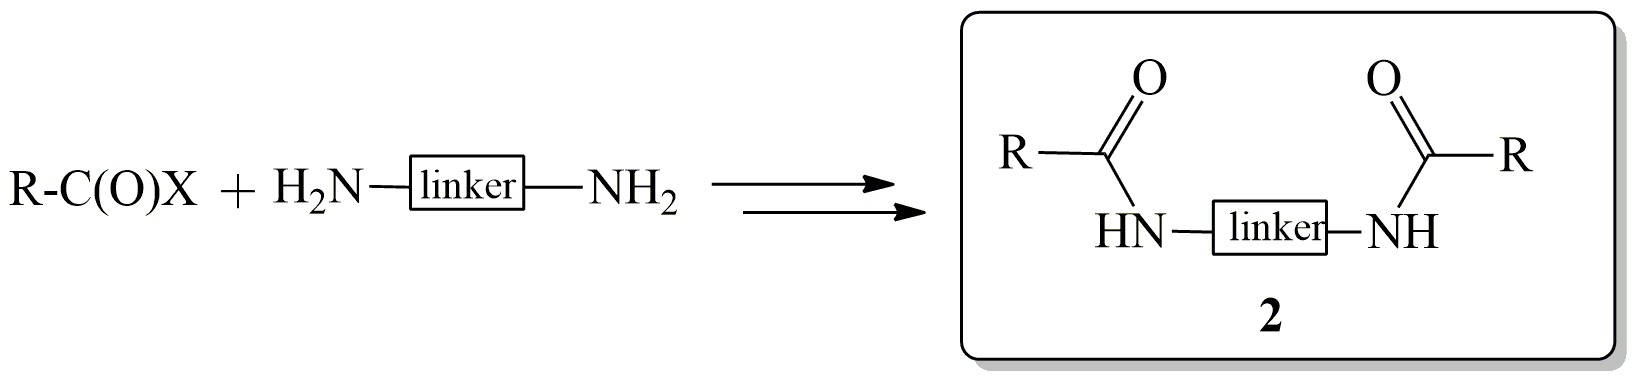 O O
R R
R-C(O)X + H₂N linker NH₂
HN linker NH
2